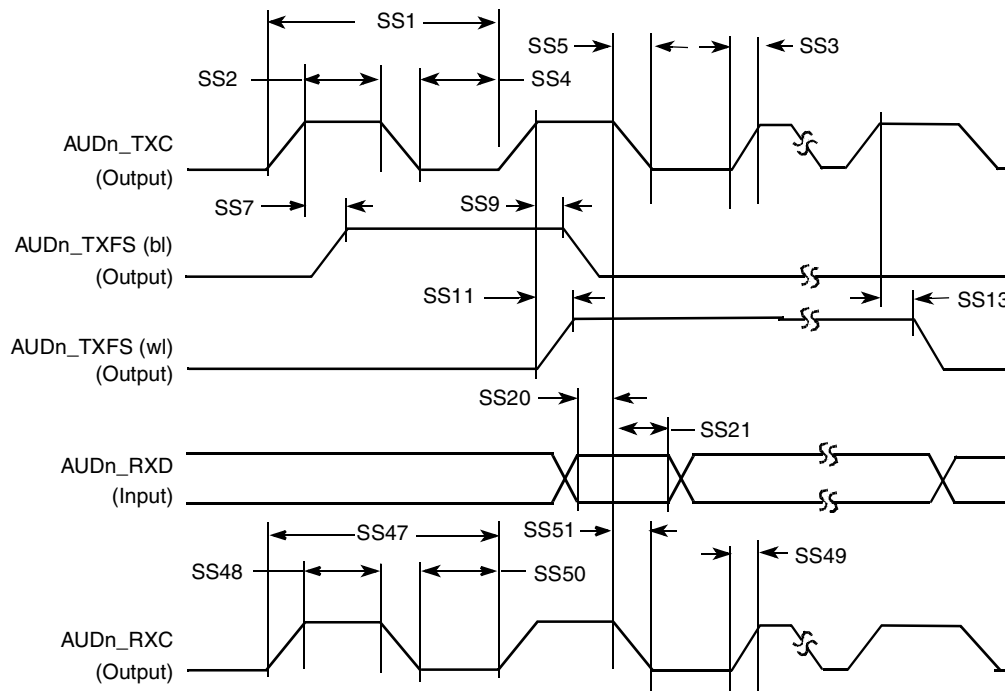 SS1
SS5
SS3
SS2
SS4
AUDn_TXC
(Output)
SS7
SS9
AUDn_TXFS (bl)
(Output)
SS11
SS13
AUDn_TXFS (wl)
(Output)
SS20
SS21
AUDn_RXD
(Input)
SS47
SS51
SS49
SS48
SS50
AUDn_RXC
(Output)